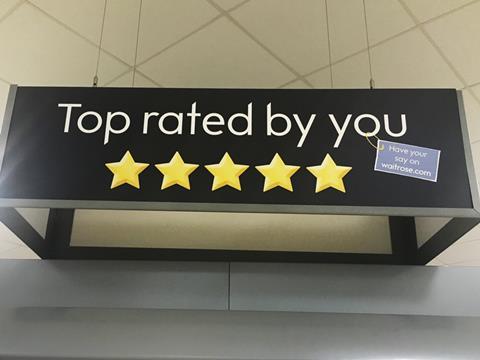 Top rated by you
Have your
say on
waitrose.com